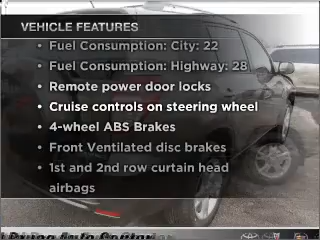 VEHICLE FEATURES
• Fuel Consumption: City: 22
• Fuel Consumption: Highway: 28
• Remote power door locks
• Cruise controls on steering wheel
• 4-wheel ABS Brakes
• Front Ventilated disc brakes
• 1st and 2nd row curtain head
airbags